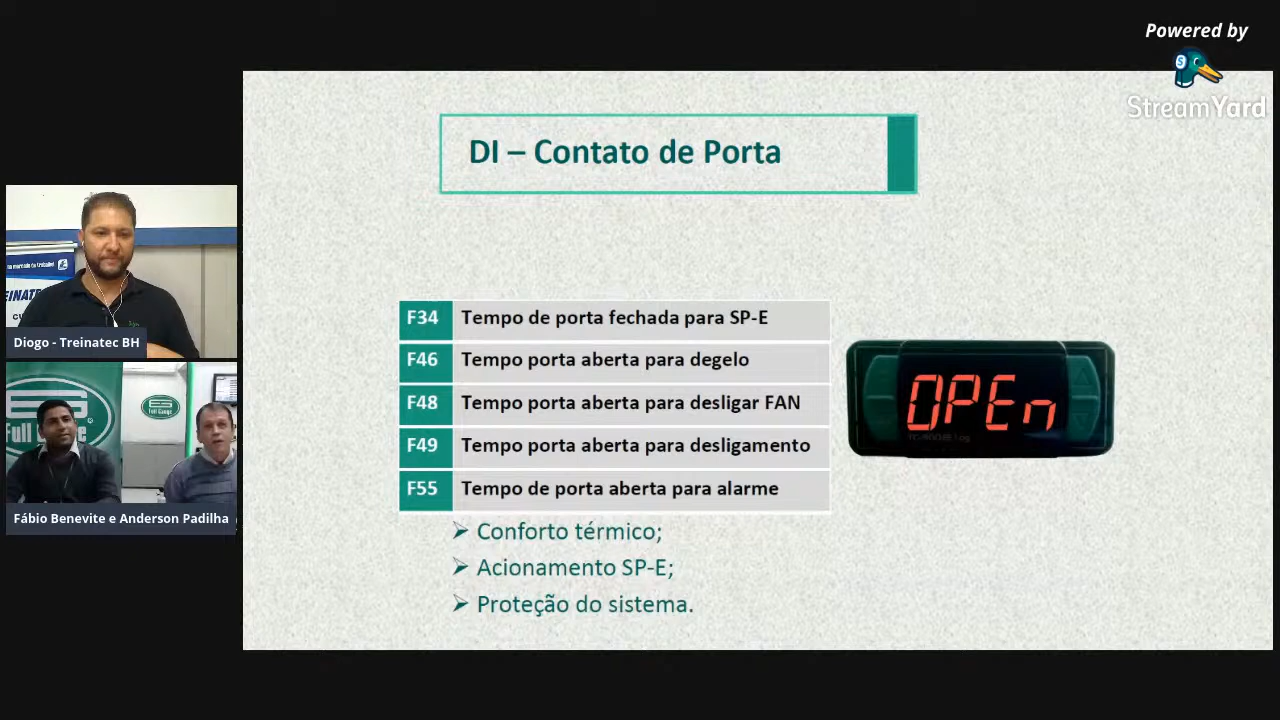 Powered by
StreamYard
DI – Contato de Porta
F34 Tempo de porta fechada para SP-E
F46 Tempo porta aberta para degelo
F48 Tempo porta aberta para desligar FAN
F49 Tempo porta aberta para desligamento
F55 Tempo de porta aberta para alarme
OPEn
Conforto térmico;
Acionamento SP-E;
Proteção do sistema.
Diogo - Treinatec BH
Full Gauge
Full Gauge
Fábio Benevite e Anderson Padilha